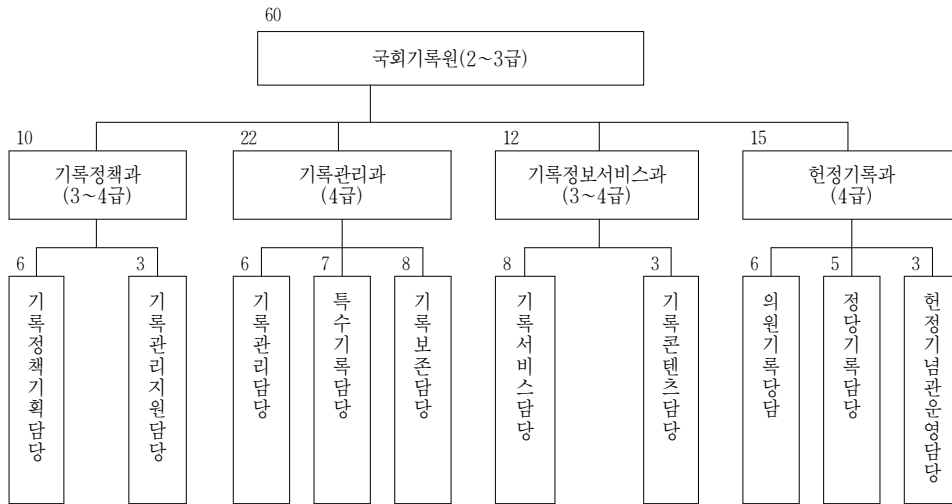 60
국회기록원(2～3급)
10
22
12
15
기록정책과
(3～4급)
기록관리과
(4급)
기록정보서비스과
(3～4급)
헌정기록과
(4급)
6
3
6
7
8
8
3
6
5
3
기록정책기획담당
기록관리지원담당
기록관리담당
특수기록담당
기록보존담당
기록서비스담당
기록콘텐츠담당
의원기록당담
정당기록담당
헌정기념관운영담당